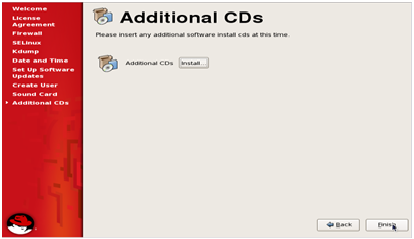 Welcome
License
Agreement
Firewall
SELinux
Kdump
Date and Time
Set Up Software
Updates
Create User
Sound Card
Additional CDs
Additional CDs
Please insert any additional software install cds at this time.
Additional CDs Install...
Back Finish